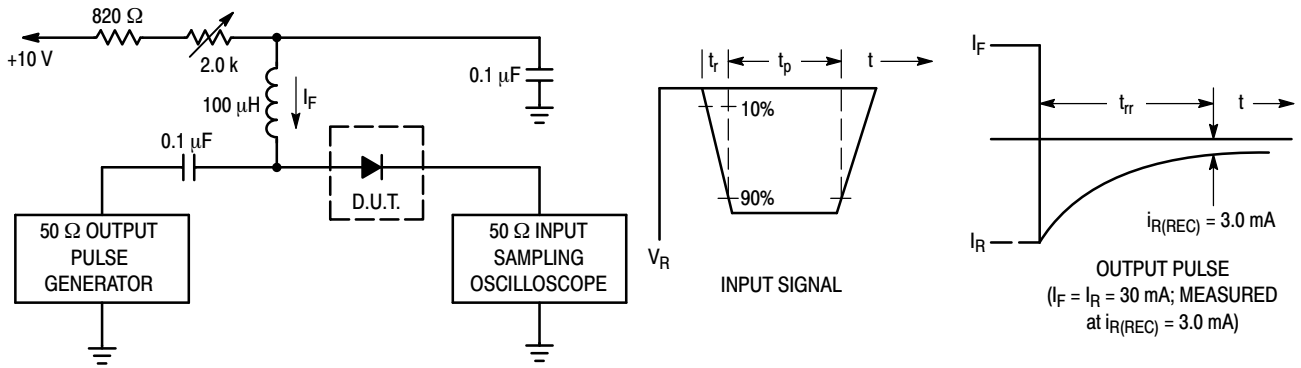 820 Ω
+10 V
2.0 k
0.1 μF
100 μH
I_F
0.1 μF
D.U.T.
50 Ω OUTPUT
PULSE
GENERATOR
50 Ω INPUT
SAMPLING
OSCILLOSCOPE
t_r
t_p
t
10%
90%
V_R
INPUT SIGNAL
I_F
t_rr
t
i_R(REC) = 3.0 mA
I_R
OUTPUT PULSE
(I_F = I_R = 30 mA; MEASURED
at i_R(REC) = 3.0 mA)